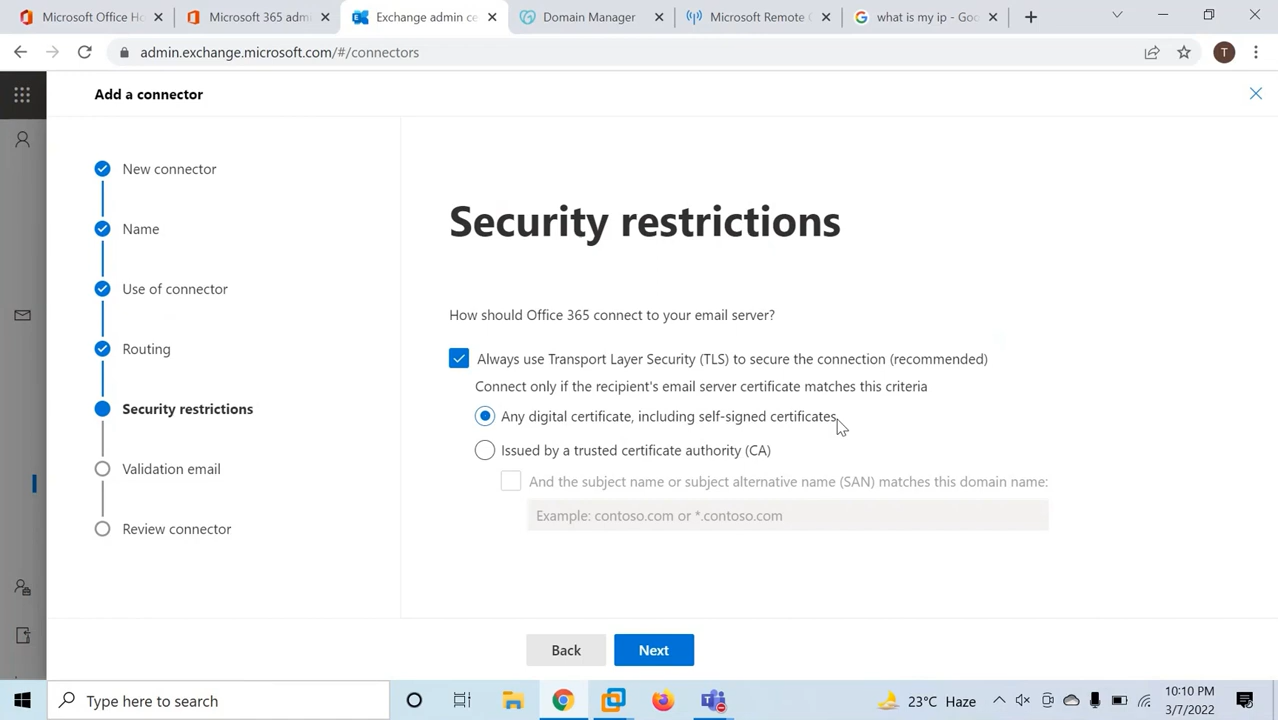 Microsoft Office Ho
Microsoft 365 adm
Exchange admin ce
Domain Manager
Microsoft Remote C
what is my ip - Goo
admin.exchange.microsoft.com/#/connectors
T
Add a connector
New connector
Name
Use of connector
Routing
Security restrictions
Validation email
Review connector
Security restrictions
How should Office 365 connect to your email server?
Always use Transport Layer Security (TLS) to secure the connection (recommended)
Connect only if the recipient's email server certificate matches this criteria
Any digital certificate, including self-signed certificates.
Issued by a trusted certificate authority (CA)
And the subject name or subject alternative name (SAN) matches this domain name:
Example: contoso.com or *.contoso.com
Back
Next
Type here to search
23°C Haze
10:10 PM
3/7/2022